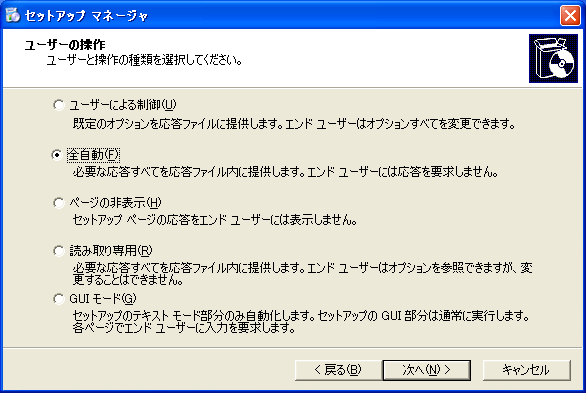 セットアップ マネージャ
ユーザーの操作
ユーザーと操作の種類を選択してください。
ユーザーによる制御(U)
既定のオプションを応答ファイルに提供します。エンド ユーザーはオプションすべてを変更できます。
全自動(F)
必要な応答すべてを応答ファイル内に提供します。エンド ユーザーには応答を要求しません。
ページの非表示(H)
セットアップ ページの応答をエンド ユーザーには表示しません。
読み取り専用(R)
必要な応答すべてを応答ファイル内に提供します。エンド ユーザーはオプションを参照できますが、変
更することはできません。
GUI モード(G)
セットアップのテキスト モード部分のみ自動化します。セットアップの GUI 部分は通常に実行します。
各ページでエンド ユーザーに入力を要求します。
< 戻る(B) 次へ(N) > キャンセル